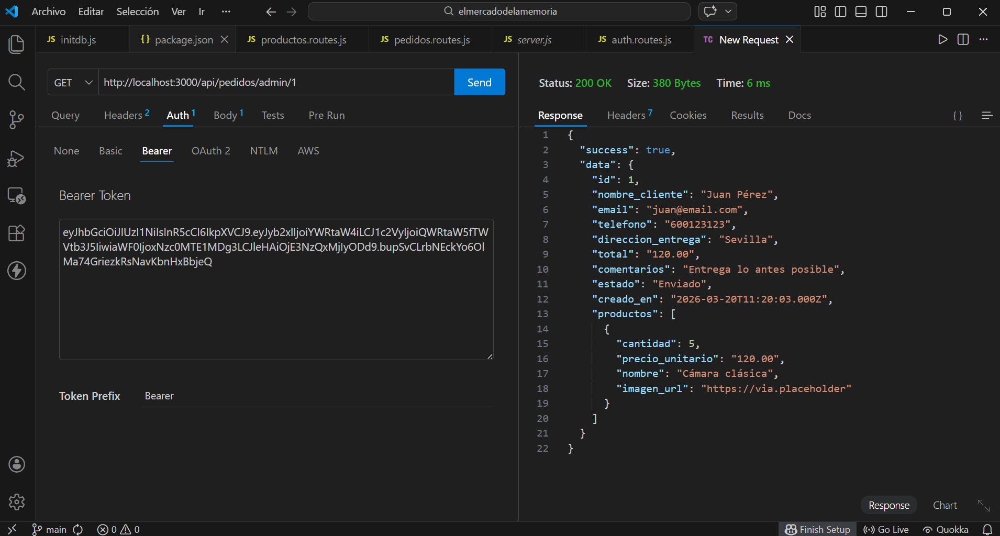 Archivo Editar Selección Ver Ir ··· elmercadodelamemoria
JS initdb.js {} package.json JS productos.routes.js JS pedidos.routes.js JS server.js JS auth.routes.js TC New Request
GET http://localhost:3000/api/pedidos/admin/1 Send
Query Headers 2 Auth 1 Body 1 Tests Pre Run
None Basic Bearer OAuth 2 NTLM AWS
Bearer Token
eyJhbGciOiJIUzI1NiIsInR5cCI6IkpXVCJ9.eyJyb2xlIjoiYWRtaW4iLCJ1c2VyIjoiQWRtaW5fTW
Vtb3J5IiwiaWF0IjoxNzc0MTE1MDg3LCJleHAiOjE3NzQxMjIyODd9.bupSvCLrbNEckYo6Ol
Ma74GriezkRsNavKbnHxBbjeQ
Token Prefix Bearer
Status: 200 OK Size: 380 Bytes Time: 6 ms
Response Headers 7 Cookies Results Docs { }
1 {
2 "success": true,
3 "data": {
4 "id": 1,
5 "nombre_cliente": "Juan Pérez",
6 "email": "juan@email.com",
7 "telefono": "600123123",
8 "direccion_entrega": "Sevilla",
9 "total": "120.00",
10 "comentarios": "Entrega lo antes posible",
11 "estado": "Enviado",
12 "creado_en": "2026-03-20T11:20:03.000Z",
13 "productos": [
14 {
15 "cantidad": 5,
16 "precio_unitario": "120.00",
17 "nombre": "Cámara clásica",
18 "imagen_url": "https://via.placeholder"
19 }
20 ]
21 }
22 }
Response Chart
main 0 0 Finish Setup Go Live Quokka